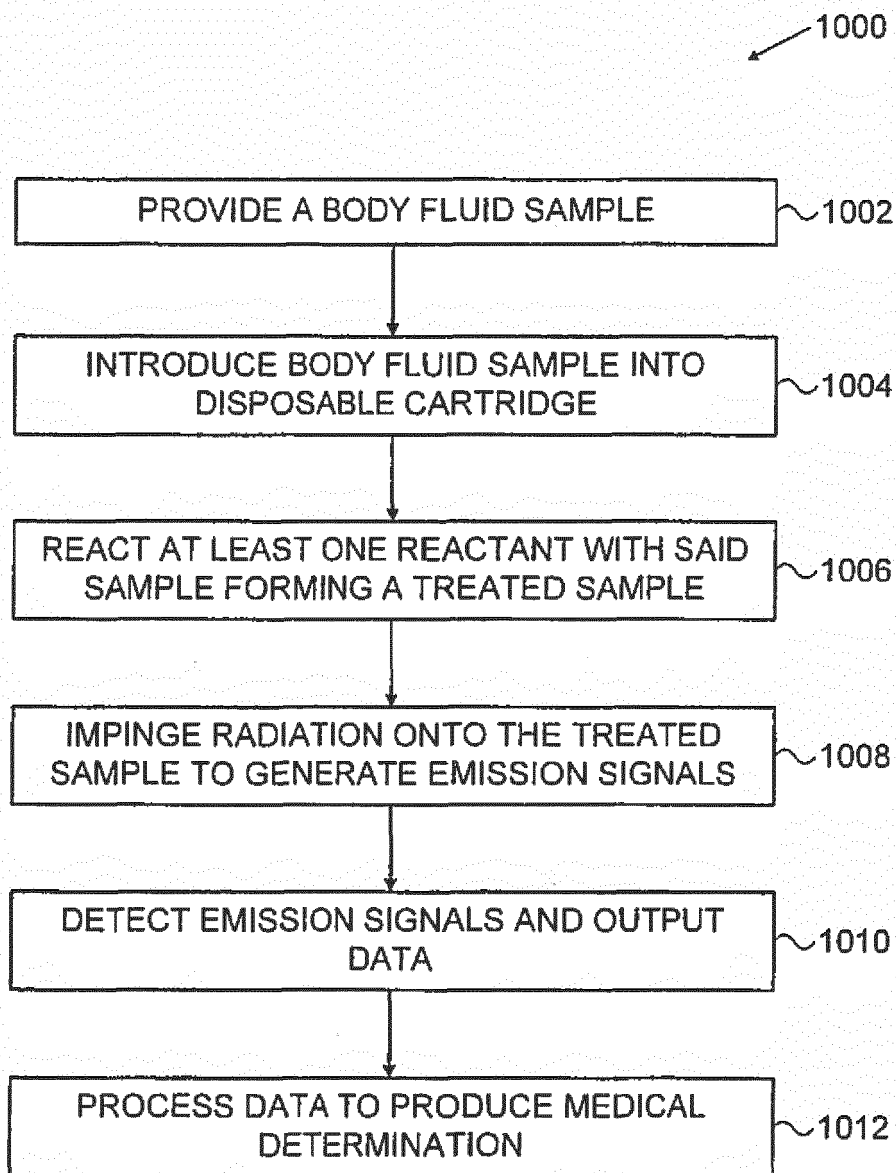 1000
PROVIDE A BODY FLUID SAMPLE
1002
INTRODUCE BODY FLUID SAMPLE INTO
DISPOSABLE CARTRIDGE
1004
REACT AT LEAST ONE REACTANT WITH SAID
SAMPLE FORMING A TREATED SAMPLE
1006
IMPINGE RADIATION ONTO THE TREATED
SAMPLE TO GENERATE EMISSION SIGNALS
1008
DETECT EMISSION SIGNALS AND OUTPUT
DATA
1010
PROCESS DATA TO PRODUCE MEDICAL
DETERMINATION
1012